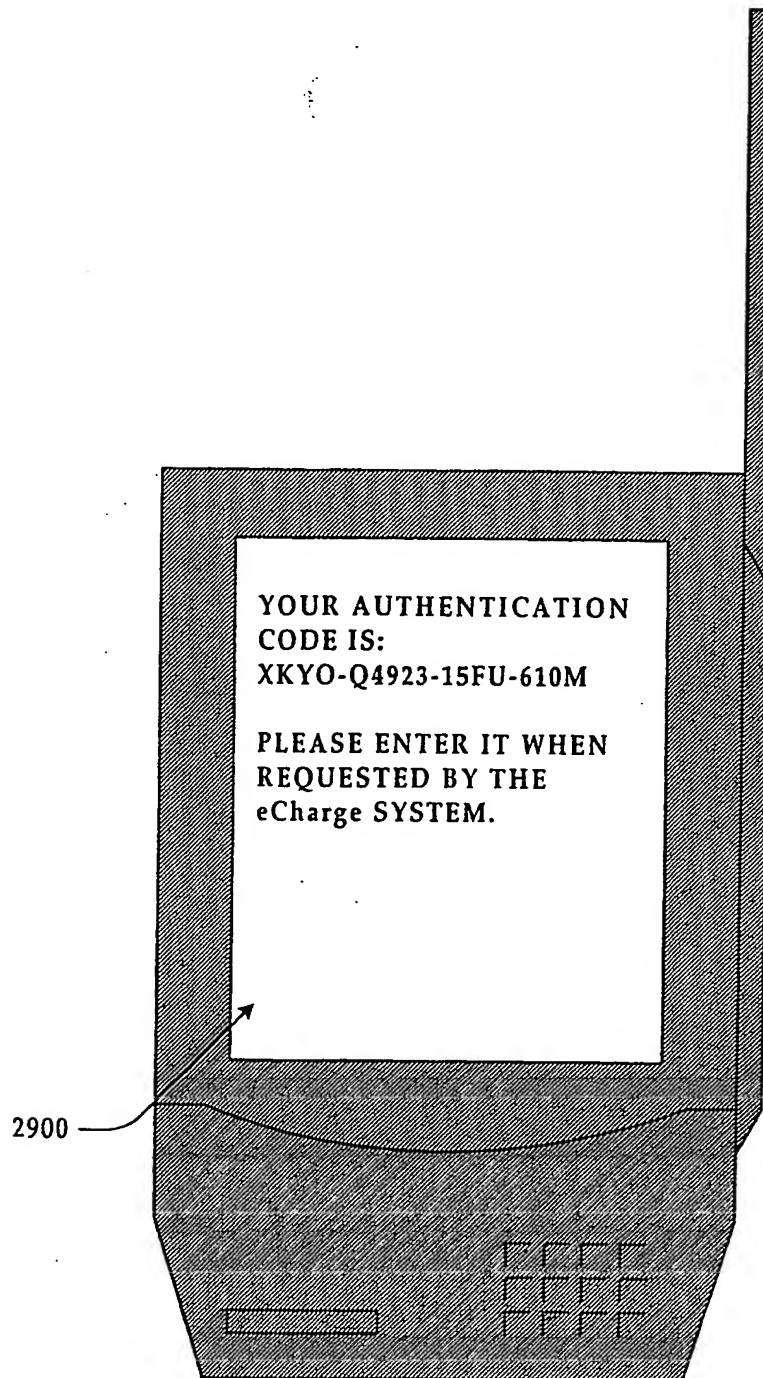 YOUR AUTHENTICATION
CODE IS:
XKYO-Q4923-15FU-610M
PLEASE ENTER IT WHEN
REQUESTED BY THE
eCharge SYSTEM.
2900